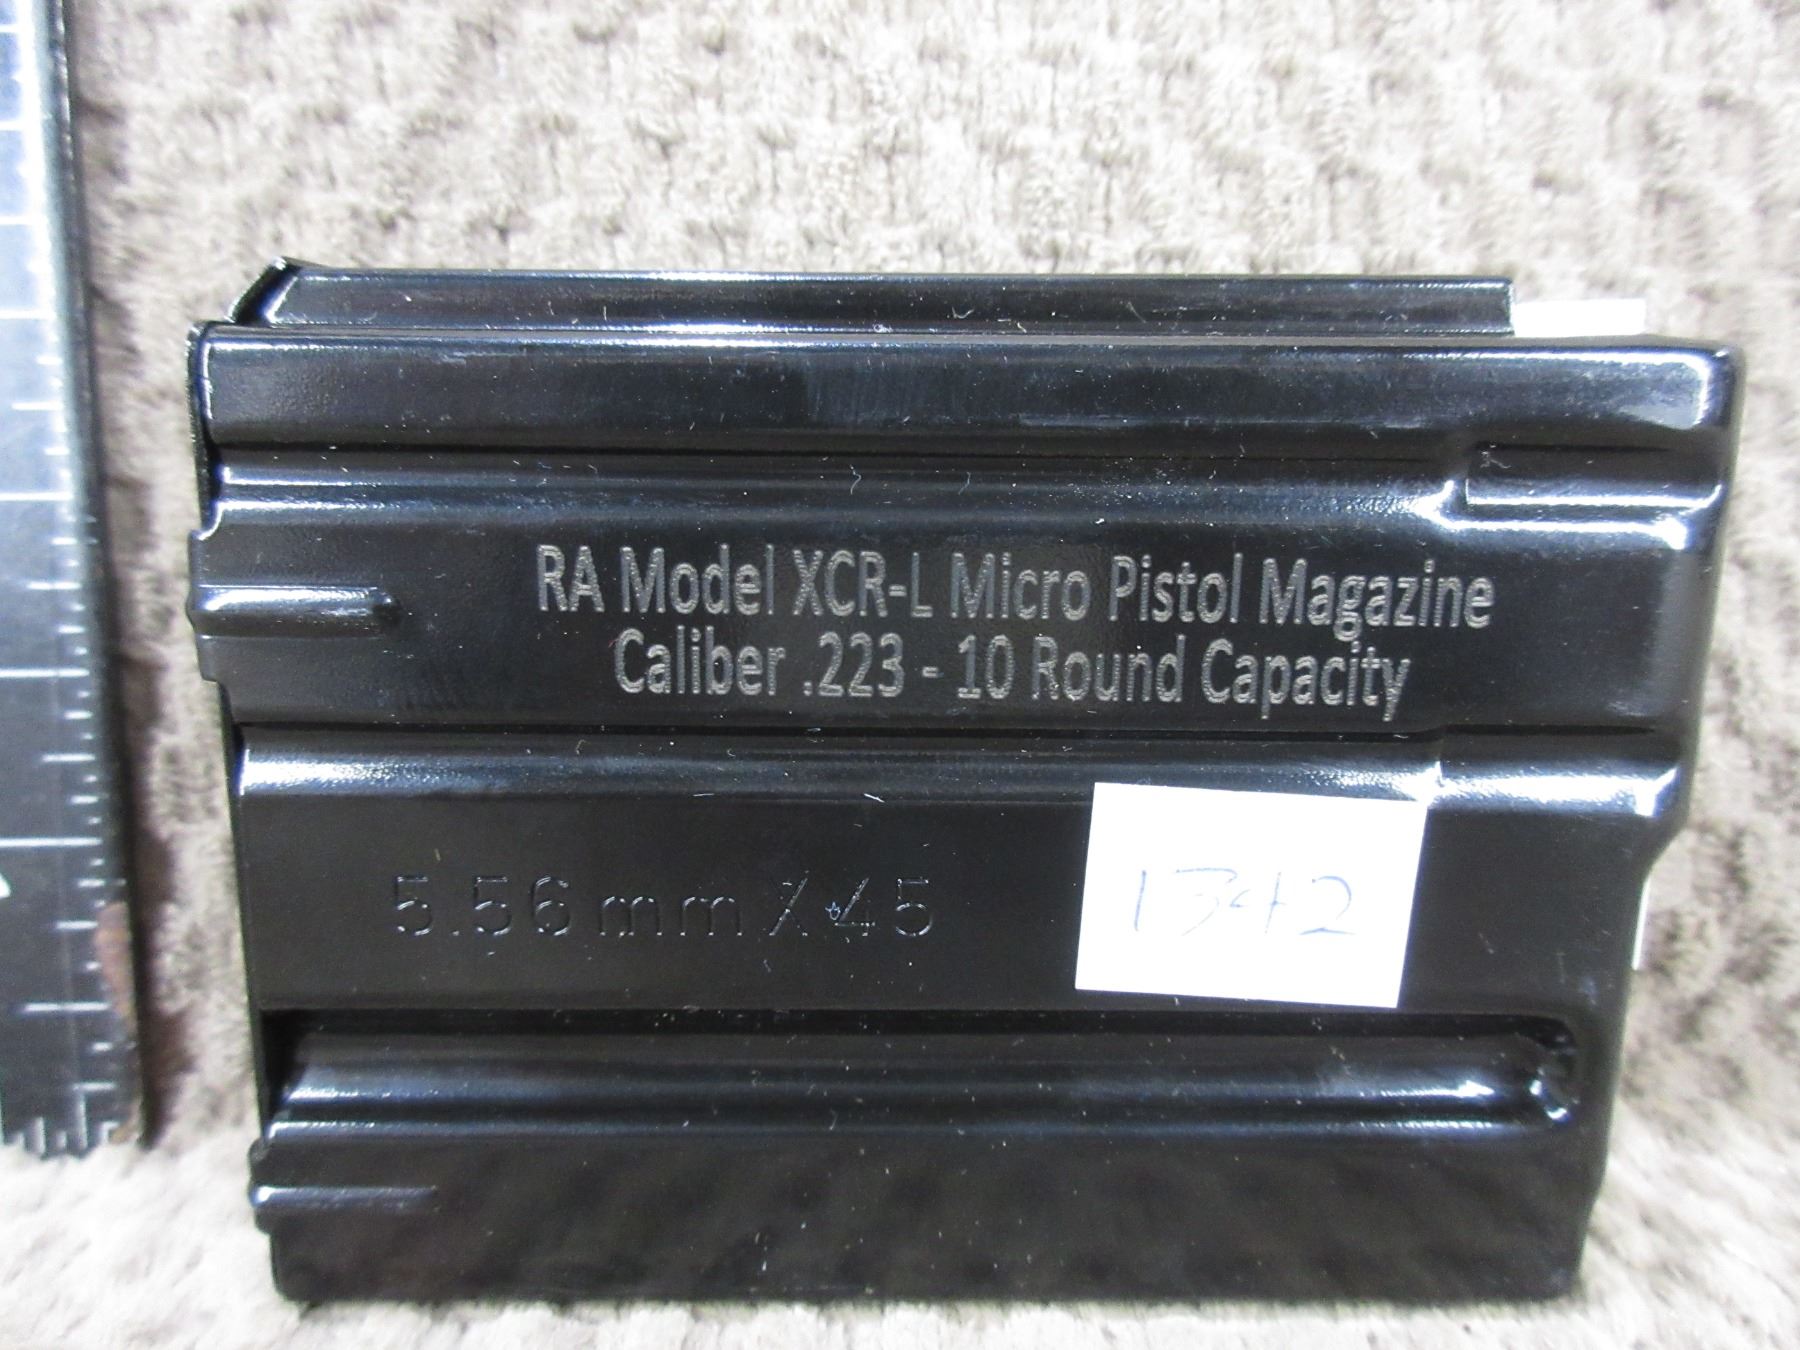 RA Model XCR-L Micro Pistol Magazine
Caliber .223 - 10 Round Capacity
5.56mm X 45
1342